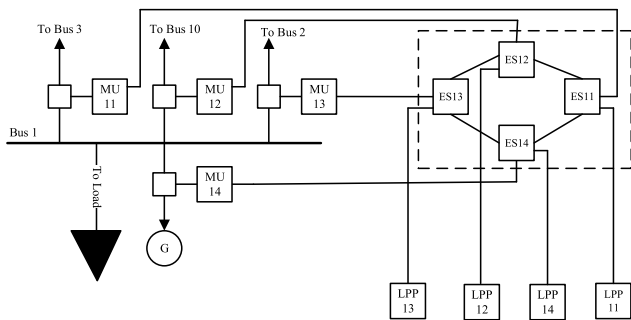 To Bus 3
To Bus 10
To Bus 2
MU
11
MU
12
MU
13
ES12
ES13
ES11
ES14
Bus 1
To Load
MU
14
G
LPP
13
LPP
12
LPP
14
LPP
11